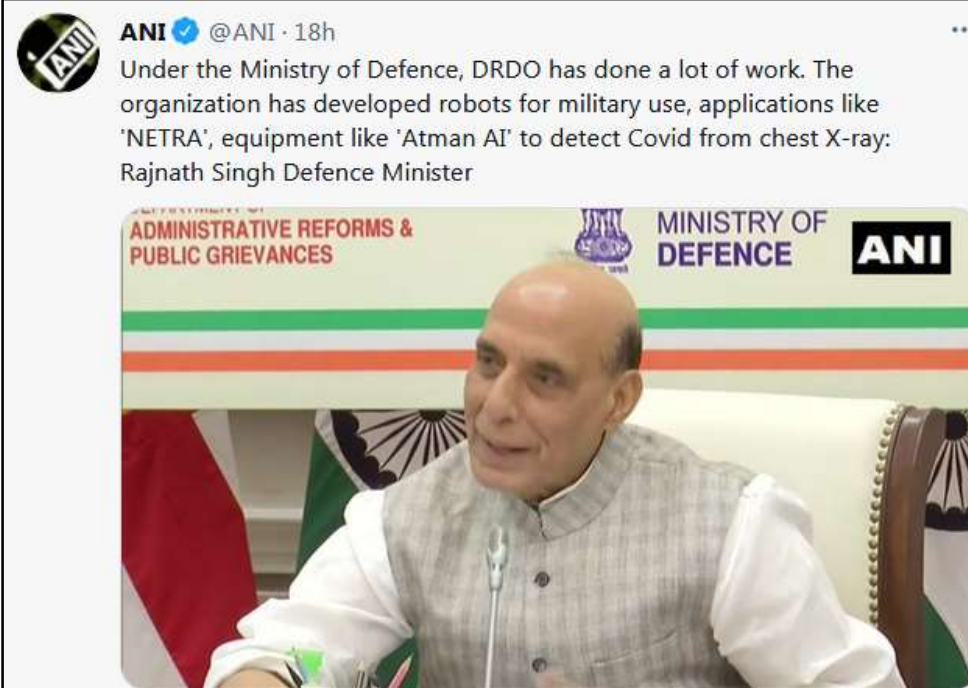 ANI
ANI @ANI · 18h
Under the Ministry of Defence, DRDO has done a lot of work. The
organization has developed robots for military use, applications like
'NETRA', equipment like 'Atman AI' to detect Covid from chest X-ray:
Rajnath Singh Defence Minister
ADMINISTRATIVE REFORMS &
PUBLIC GRIEVANCES
MINISTRY OF
DEFENCE
ANI